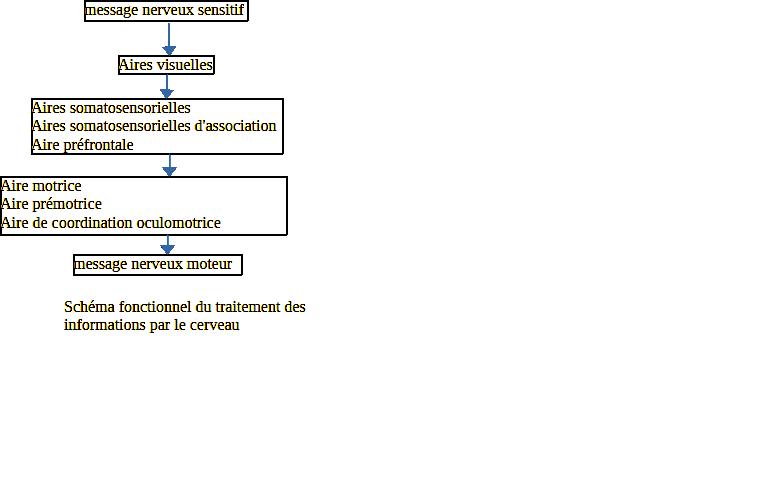 message nerveux sensitif
Aires visuelles
Aires somatosensorielles
Aires somatosensorielles d'association
Aire préfrontale
Aire motrice
Aire prémotrice
Aire de coordination oculomotrice
message nerveux moteur
Schéma fonctionnel du traitement des
informations par le cerveau